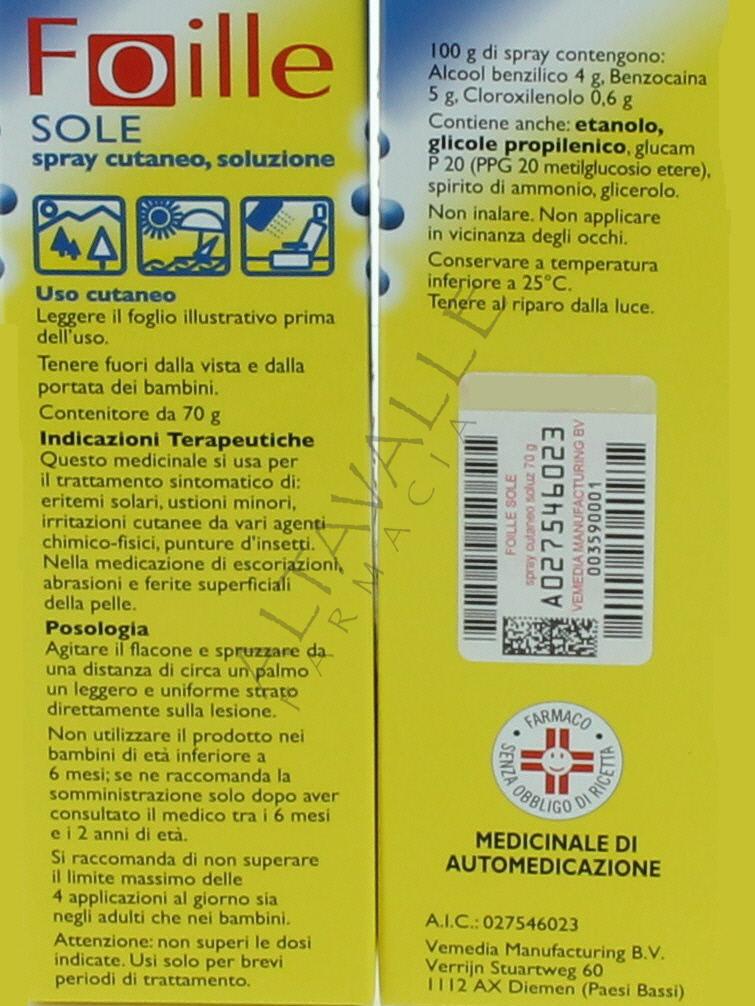 Foille
SOLE
spray cutaneo, soluzione
Uso cutaneo
Leggere il foglio illustrativo prima
dell'uso.
Tenere fuori dalla vista e dalla
portata dei bambini.
Contenitore da 70 g
Indicazioni Terapeutiche
Questo medicinale si usa per
il trattamento sintomatico di:
eritemi solari, ustioni minori,
irritazioni cutanee da vari agenti
chimico-fisici, punture d'insetti.
Nella medicazione di escoriazioni,
abrasioni e ferite superficiali
della pelle.
Posologia
Agitare il flacone e spruzzare da
una distanza di circa un palmo
un leggero e uniforme strato
direttamente sulla lesione.
Non utilizzare il prodotto nei
bambini di età inferiore a
6 mesi; se ne raccomanda la
somministrazione solo dopo aver
consultato il medico tra i 6 mesi
e i 2 anni di età.
Si raccomanda di non superare
il limite massimo delle
4 applicazioni al giorno sia
negli adulti che nei bambini.
Attenzione: non superi le dosi
indicate. Usi solo per brevi
periodi di trattamento.
100 g di spray contengono:
Alcool benzilico 4 g, Benzocaina
5 g, Cloroxilenolo 0,6 g
Contiene anche: etanolo,
glicole propilenico, glucam
P 20 (PPG 20 metilglucosio etere),
spirito di ammonio, glicerolo.
Non inalare. Non applicare
in vicinanza degli occhi.
Conservare a temperatura
inferiore a 25°C.
Tenere al riparo dalla luce.
FOILLE SOLE
spray cutaneo soluz 70 g
A027546023
VEMEDIA MANUFACTURING BV
003590001
FARMACO
SENZA OBBLIGO DI RICETTA
MEDICINALE DI
AUTOMEDICAZIONE
A.I.C.: 027546023
Vemedia Manufacturing B.V.
Verrijn Stuartweg 60
1112 AX Diemen (Paesi Bassi)
ALFAVALLE
FARMACIA